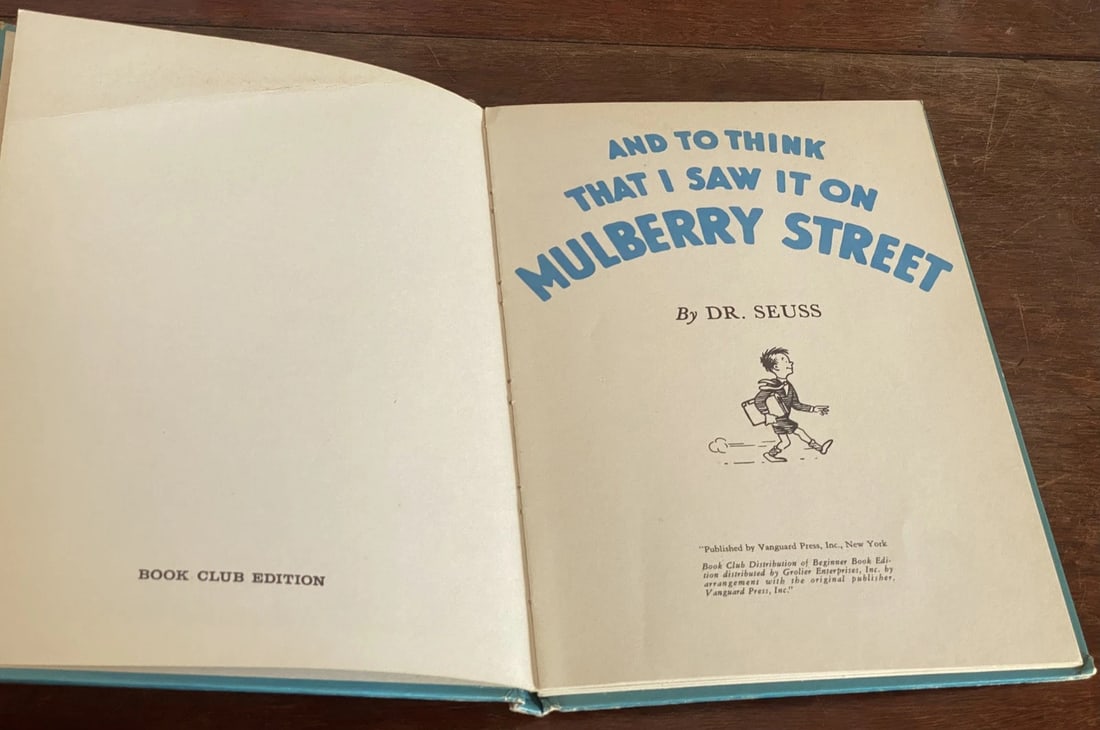 BOOK CLUB EDITION
AND TO THINK
THAT I SAW IT ON
MULBERRY STREET
By DR. SEUSS
"Published by Vanguard Press, Inc., New York
Book Club Distribution of Beginner Book Edi-
tion distributed by Grolier Enterprises, Inc. by
arrangement with the original publisher,
Vanguard Press, Inc."